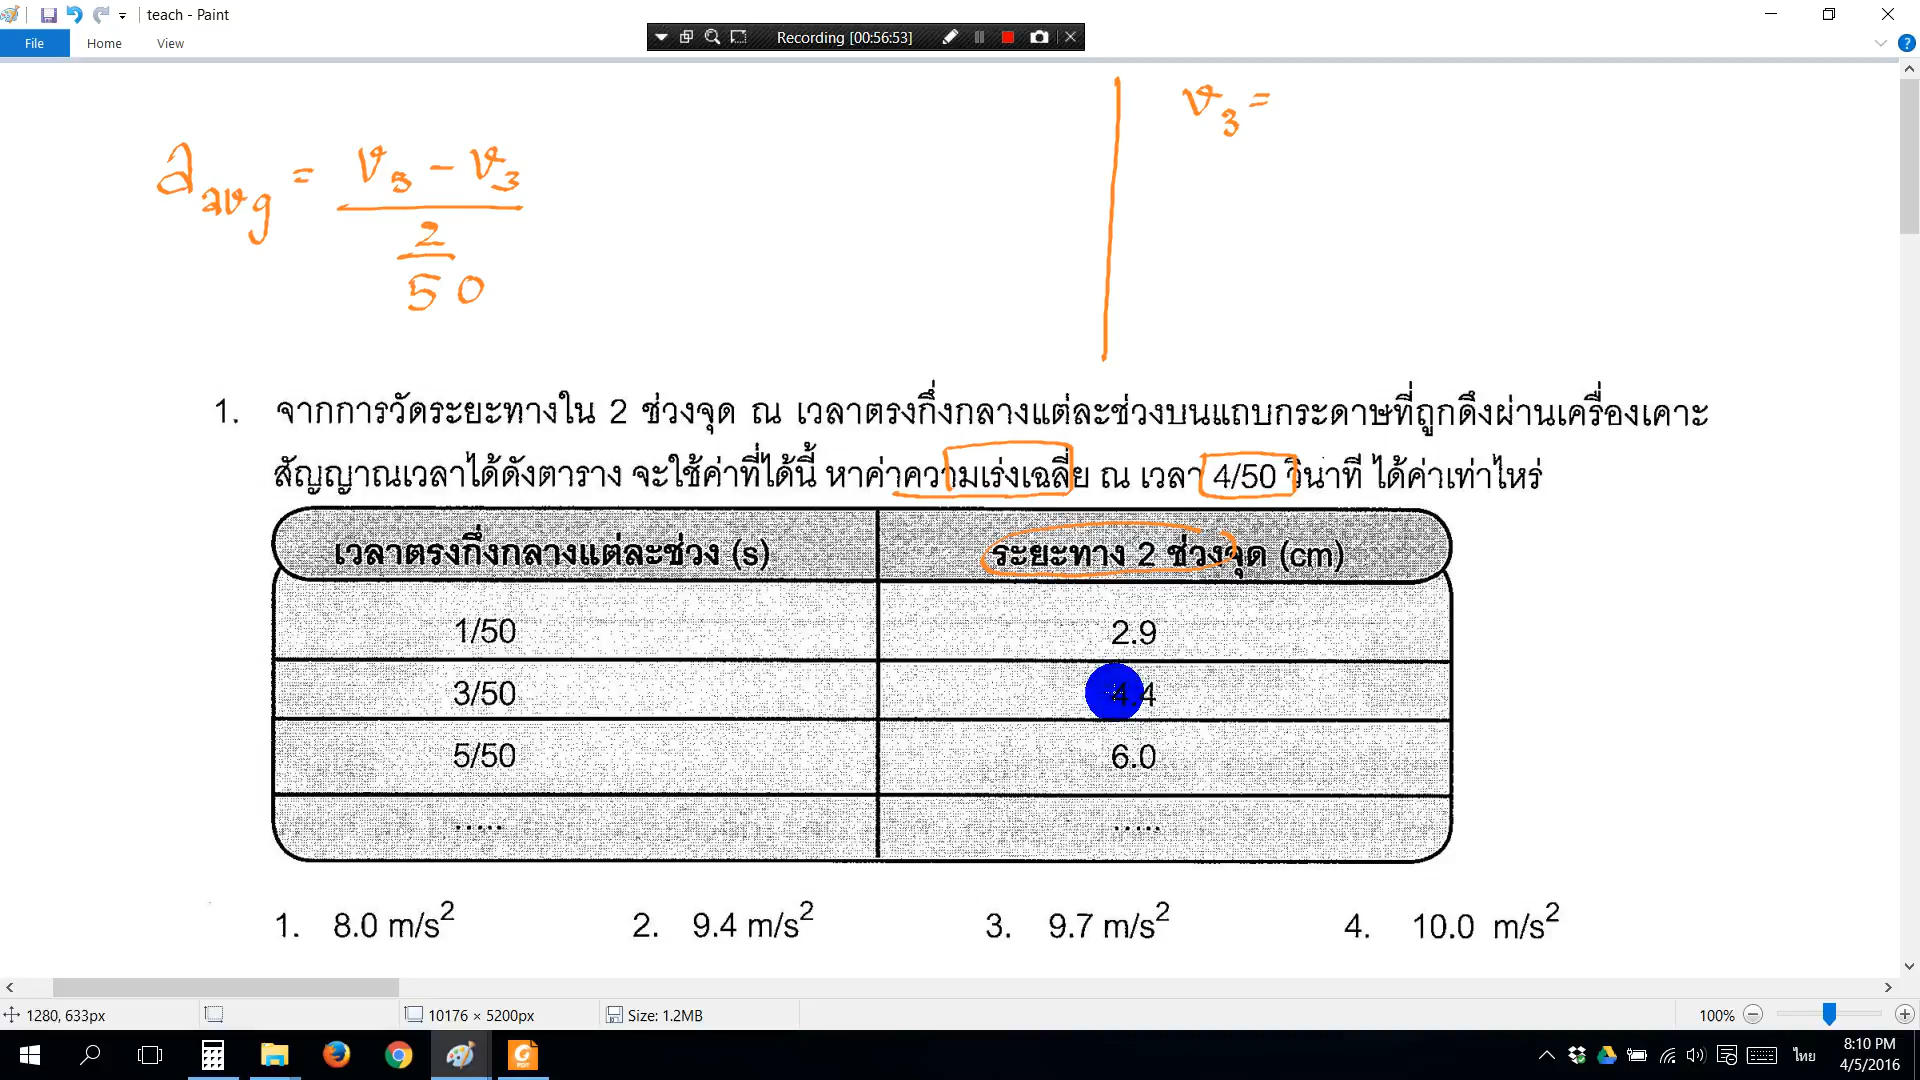 teach - Paint
File Home View
Recording [00:56:53]
a avg = v5 - v3
2
50
v3 =
1. จากการวัดระยะทางใน 2 ช่วงจุด ณ เวลาตรงกึ่งกลางแต่ละช่วงบนแถบกระดาษที่ถูกดึงผ่านเครื่องเคาะ
สัญญาณเวลาได้ดังตาราง จะใช้ค่าที่ได้นี้ หาค่าความเร่งเฉลี่ย ณ เวลา 4/50 วินาที ได้ค่าเท่าไหร่
เวลาตรงกึ่งกลางแต่ละช่วง (s) ระยะทาง 2 ช่วงจุด (cm)
1/50 2.9
3/50 4.4
5/50 6.0
..... .....
1. 8.0 m/s² 2. 9.4 m/s² 3. 9.7 m/s² 4. 10.0 m/s²
1280, 633px 10176 × 5200px Size: 1.2MB 100%
ไทย 8:10 PM
4/5/2016